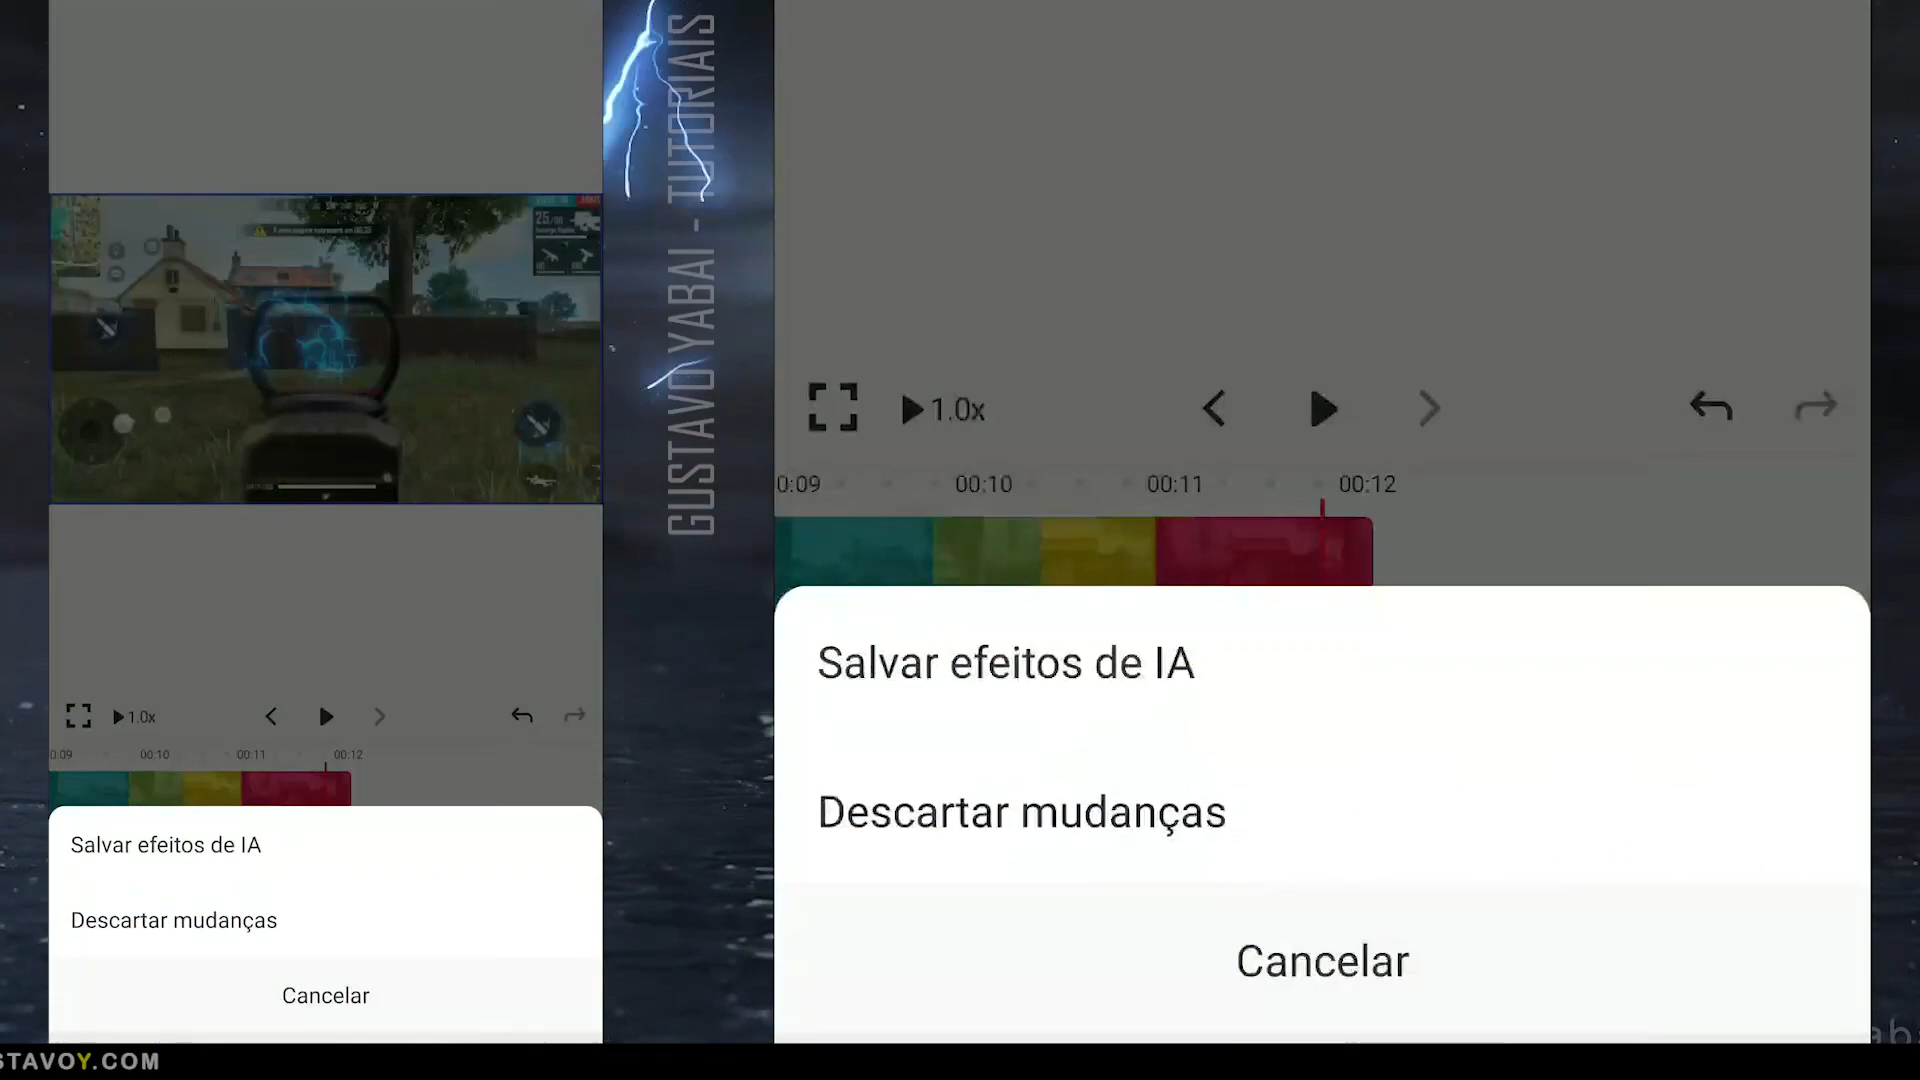 25
1.0x
0:09
00:10
00:11
00:12
Salvar efeitos de IA
Descartar mudanças
Cancelar
GUSTAVO YABAI - TUTORIAIS
1.0x
0:09
00:10
00:11
00:12
Salvar efeitos de IA
Descartar mudanças
Cancelar
STAVOY.COM